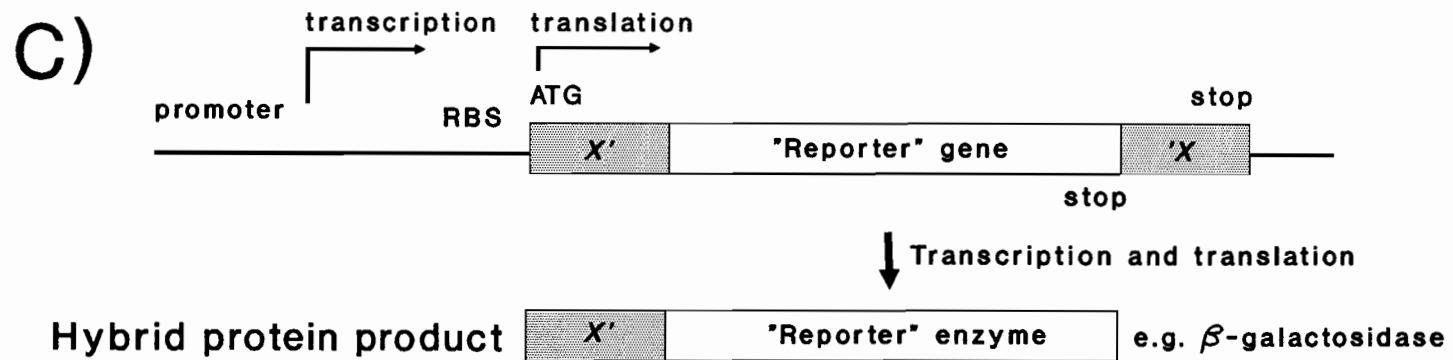 C)
transcription translation
promoter RBS ATG stop
X' "Reporter" gene 'X
stop
Transcription and translation
Hybrid protein product X' "Reporter" enzyme e.g. β-galactosidase